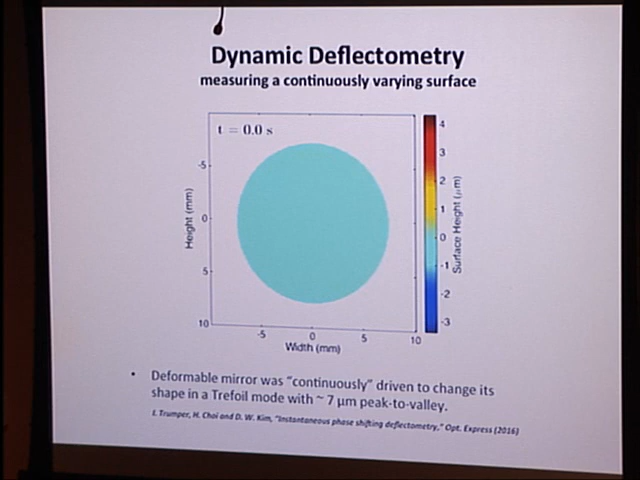 Dynamic Deflectometry
measuring a continuously varying surface
t = 0.0 s
4
3
2
1
0
-1
-2
-3
Surface Height (µm)
-5
0
5
10
Height (mm)
-5
0
5
10
Width (mm)
• Deformable mirror was "continuously" driven to change its
shape in a Trefoil mode with ~ 7 µm peak-to-valley.
I. Trumper, H. Choi and D. W. Kim, "Instantaneous phase shifting deflectometry," Opt. Express (2016)